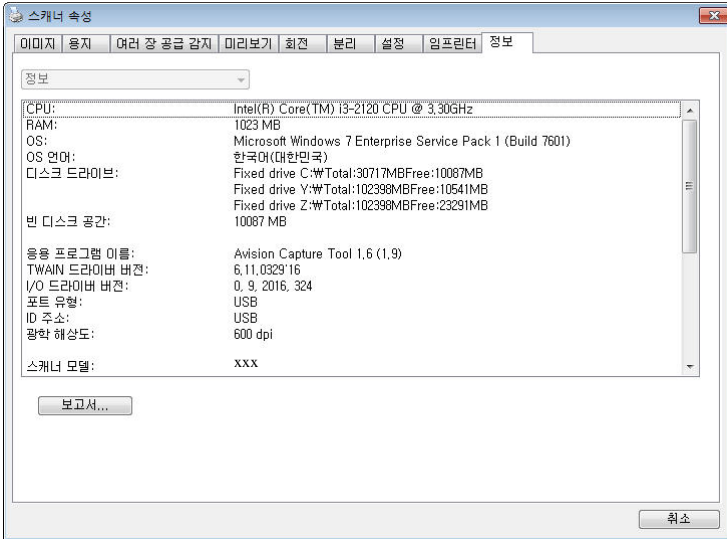 스캐너 속성
이미지 용지 여러 장 공급 감지 미리보기 회전 분리 설정 임프린터 정보
정보
CPU: Intel(R) Core(TM) i3-2120 CPU @ 3,30GHz
RAM: 1023 MB
OS: Microsoft Windows 7 Enterprise Service Pack 1 (Build 7601)
OS 언어: 한국어(대한민국)
디스크 드라이브: Fixed drive C:₩Total:30717MBFree:10087MB
Fixed drive Y:₩Total:102398MBFree:10541MB
Fixed drive Z:₩Total:102398MBFree:23291MB
빈 디스크 공간: 10087 MB
응용 프로그램 이름: Avision Capture Tool 1,6 (1,9)
TWAIN 드라이버 버전: 6,11,0329'16
I/O 드라이버 버전: 0, 9, 2016, 324
포트 유형: USB
ID 주소: USB
광학 해상도: 600 dpi
스캐너 모델: xxx
보고서...
취소